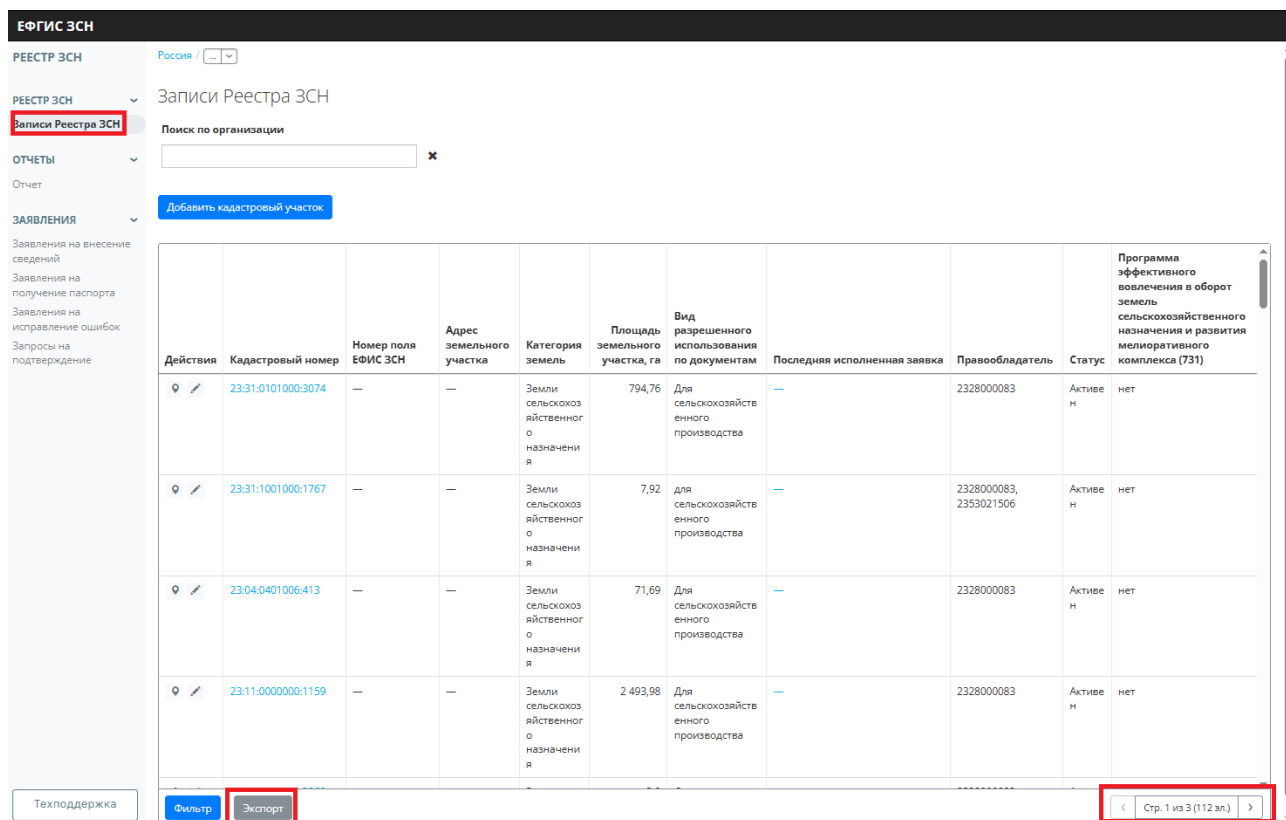 ЕФГИС ЗСН
РЕЕСТР ЗСН
Россия / ...
РЕЕСТР ЗСН
Записи Реестра ЗСН
ОТЧЕТЫ
Отчет
ЗАЯВЛЕНИЯ
Заявления на внесение
сведений
Заявления на
получение паспорта
Заявления на
исправление ошибок
Запросы на
подтверждение
Техподдержка
Записи Реестра ЗСН
Поиск по организации
Добавить кадастровый участок
Действия
Кадастровый номер
Номер поля
ЕФИС ЗСН
Адрес
земельного
участка
Категория
земель
Площадь
земельного
участка, га
Вид
разрешенного
использования
по документам
Последняя исполненная заявка
Правообладатель
Статус
Программа
эффективного
вовлечения в оборот
земель
сельскохозяйственного
назначения и развития
мелиоративного
комплекса (731)
23:31:0101000:3074
—
—
Земли
сельскохоз
яйственног
о
назначени
я
794,76
Для
сельскохозяйств
енного
производства
—
2328000083
Активе
н
нет
23:31:1001000:1767
—
—
Земли
сельскохоз
яйственног
о
назначени
я
7,92
для
сельскохозяйств
енного
производства
—
2328000083,
2353021506
Активе
н
нет
23:04:0401006:413
—
—
Земли
сельскохоз
яйственног
о
назначени
я
71,69
Для
сельскохозяйств
енного
производства
—
2328000083
Активе
н
нет
23:11:0000000:1159
—
—
Земли
сельскохоз
яйственног
о
назначени
я
2 493,98
Для
сельскохозяйств
енного
производства
—
2328000083
Активе
н
нет
Фильтр
Экспорт
Стр. 1 из 3 (112 эл.)